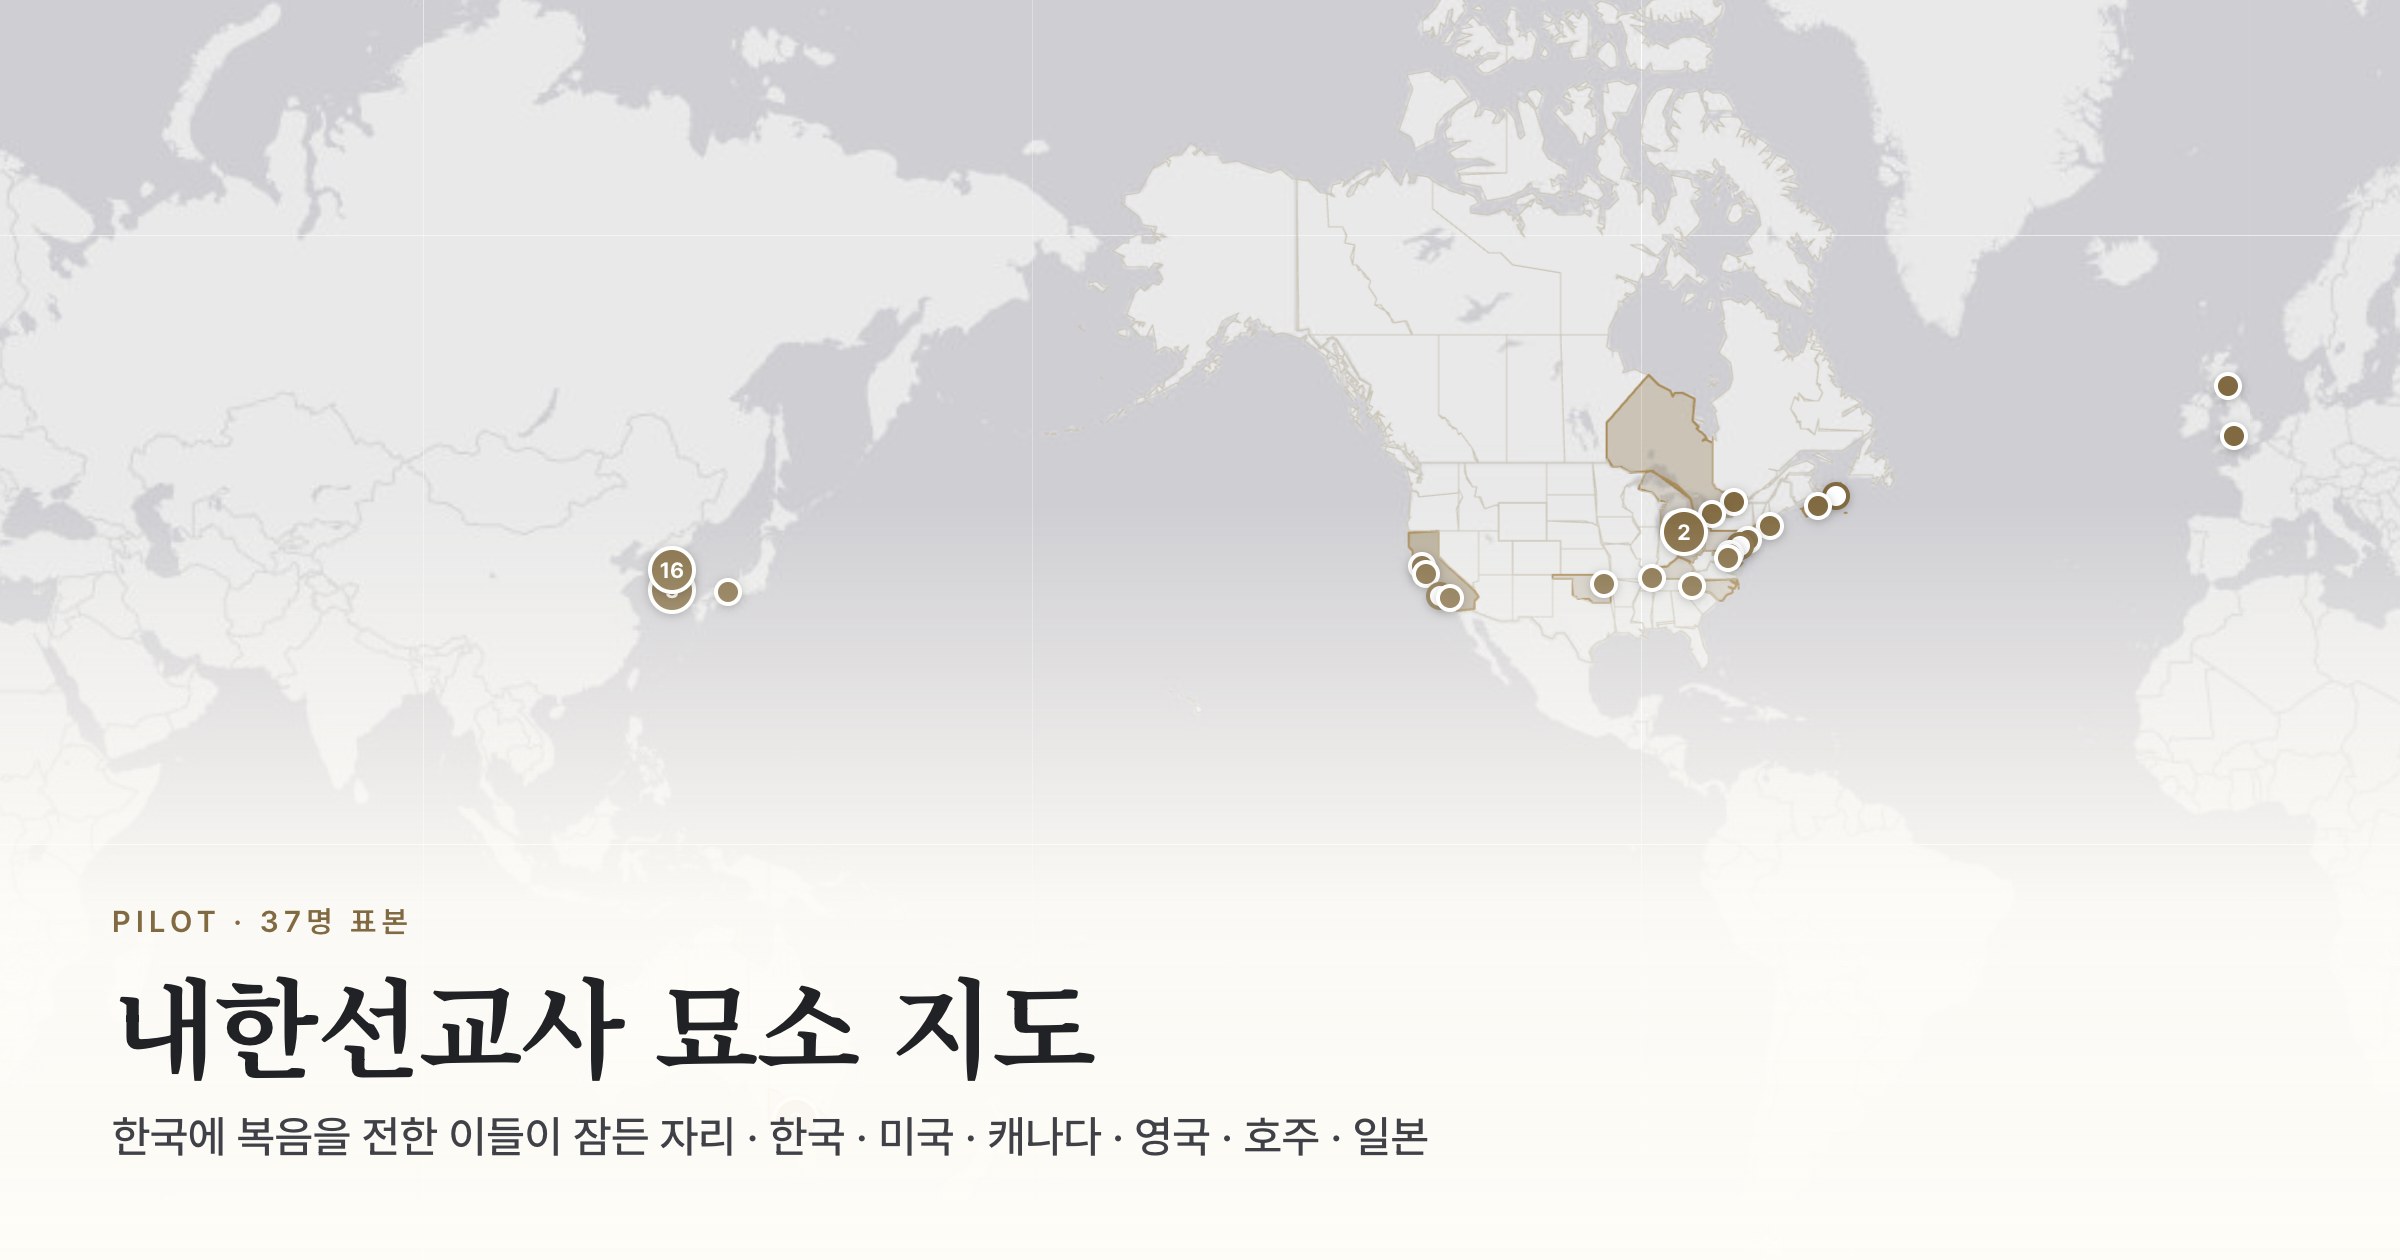 16
2
PILOT · 37명 표본
내한선교사 묘소 지도
한국에 복음을 전한 이들이 잠든 자리 · 한국 · 미국 · 캐나다 · 영국 · 호주 · 일본